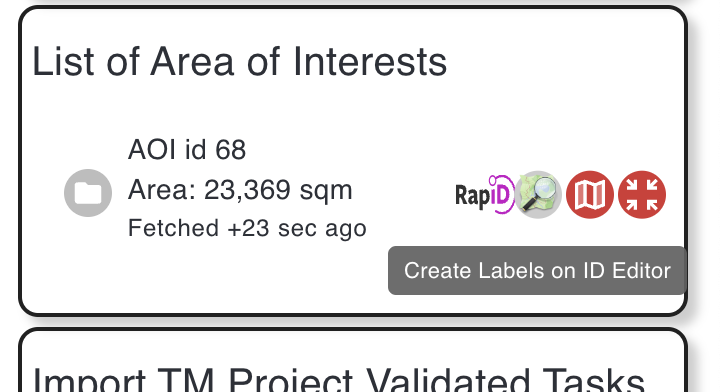 List of Area of Interests
AOI id 68
Area: 23,369 sqm
RapiD
Fetched +23 sec ago
Create Labels on ID Editor
Import TM Project Validated Tasks